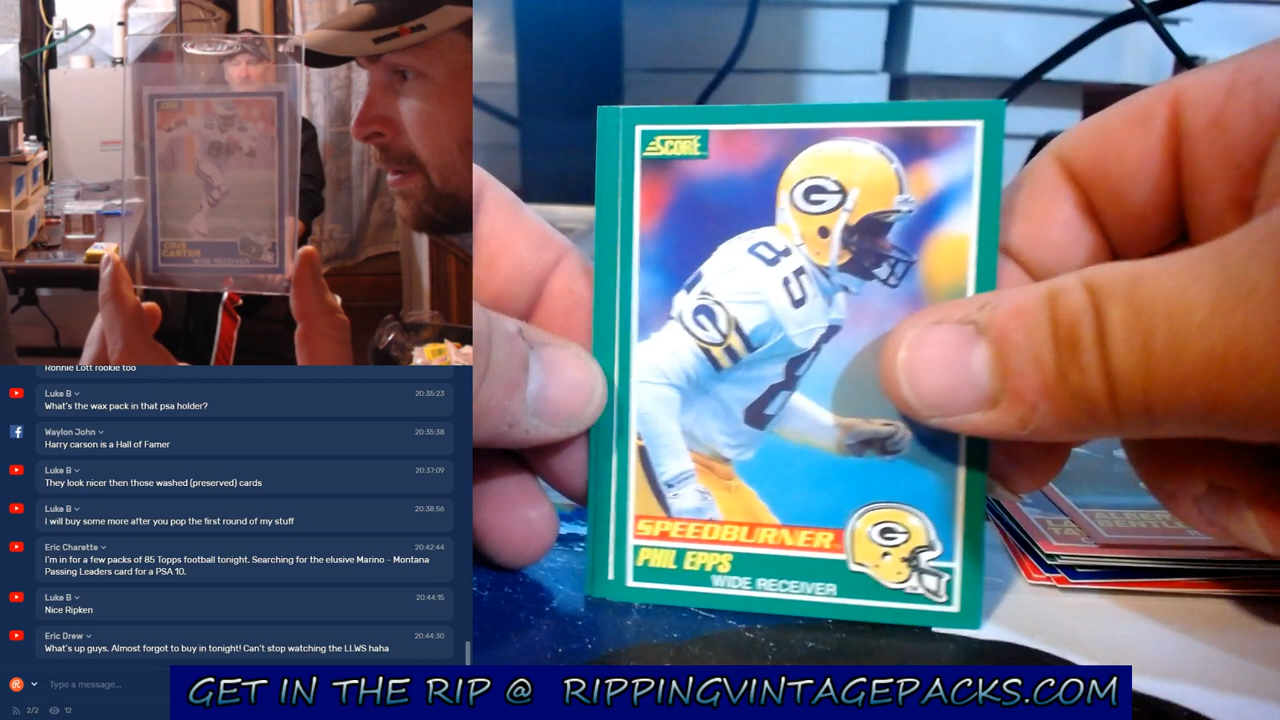 SCORE
CRIS
CARTER
WIDE RECEIVER
Ronnie Lott rookie too
Luke B
20:35:23
What's the wax pack in that psa holder?
Waylon John
20:35:38
Harry carson is a Hall of Famer
Luke B
20:37:09
They look nicer then those washed (preserved) cards
Luke B
20:38:56
I will buy some more after you pop the first round of my stuff
Eric Charette
20:42:44
I'm in for a few packs of 85 Topps football tonight. Searching for the elusive Marino - Montana
Passing Leaders card for a PSA 10.
Luke B
20:44:15
Nice Ripken
Eric Drew
20:44:30
What's up guys. Almost forgot to buy in tonight! Can't stop watching the LLWS haha
Type a message...
2/2
12
SCORE
G
85
8
G
SPEEDBURNER
PHIL EPPS
WIDE RECEIVER
G
GET IN THE RIP @ RIPPINGVINTAGEPACKS.COM